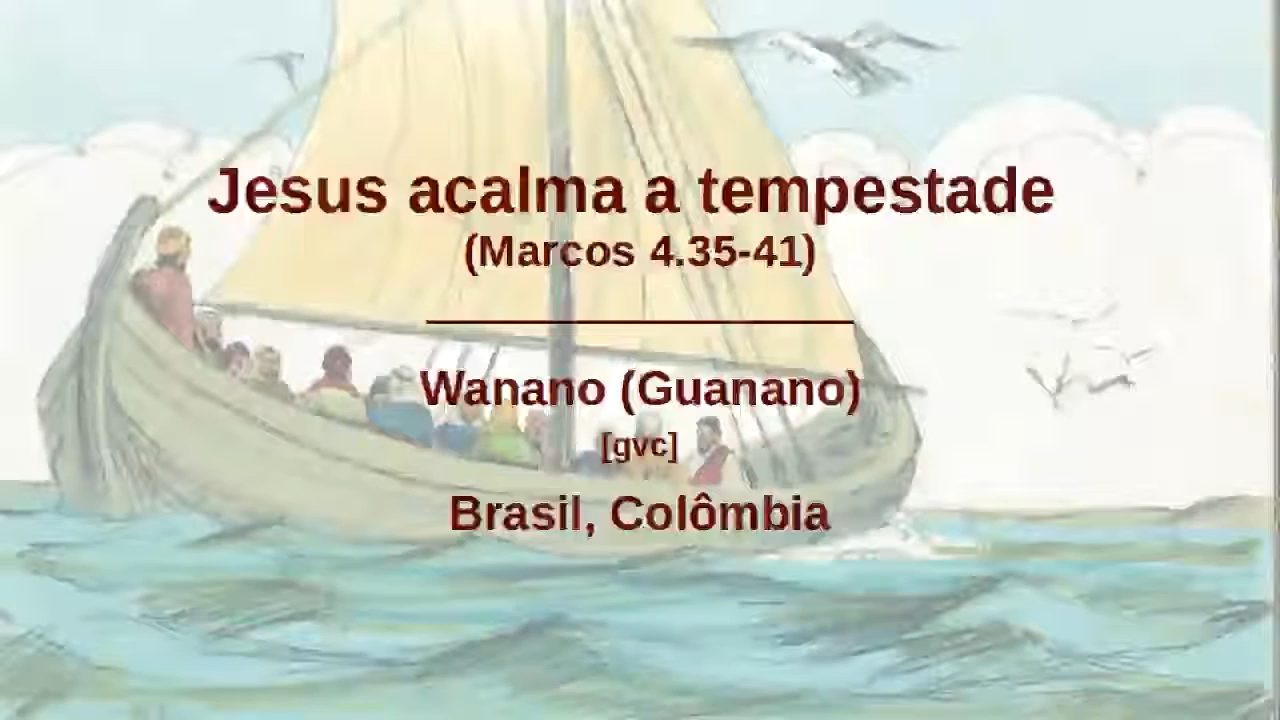 Jesus acalma a tempestade
(Marcos 4.35-41)
Wanano (Guanano)
[gvc]
Brasil, Colômbia